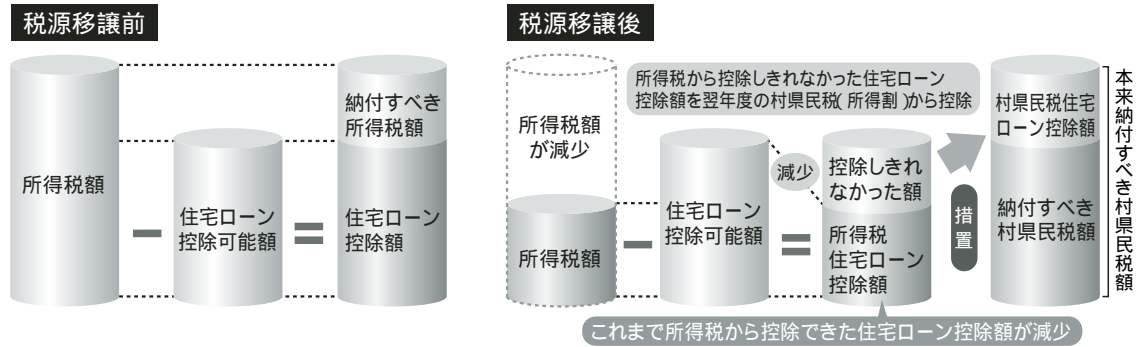 税源移譲前
所得税額
住宅ローン
控除可能額
納付すべき
所得税額
住宅ローン
控除額
税源移譲後
所得税額
が減少
所得税額
住宅ローン
控除可能額
所得税から控除しきれなかった住宅ローン
控除額を翌年度の村県民税(所得割)から控除
減少
控除しきれ
なかった額
所得税
住宅ローン
控除額
措置
村県民税住宅
ローン控除額
納付すべき
村県民税額
本来納付すべき村県民税額
これまで所得税から控除できた住宅ローン控除額が減少